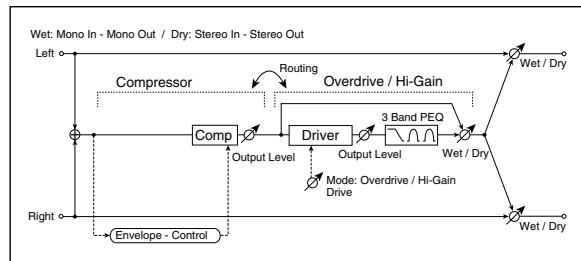 Wet: Mono In - Mono Out / Dry: Stereo In - Stereo Out
Left
Wet / Dry
Routing
Compressor
Overdrive / Hi-Gain
3 Band PEQ
Comp
Driver
Output Level
Output Level
Wet / Dry
Mode: Overdrive / Hi-Gain
Drive
Right
Wet / Dry
Envelope - Control